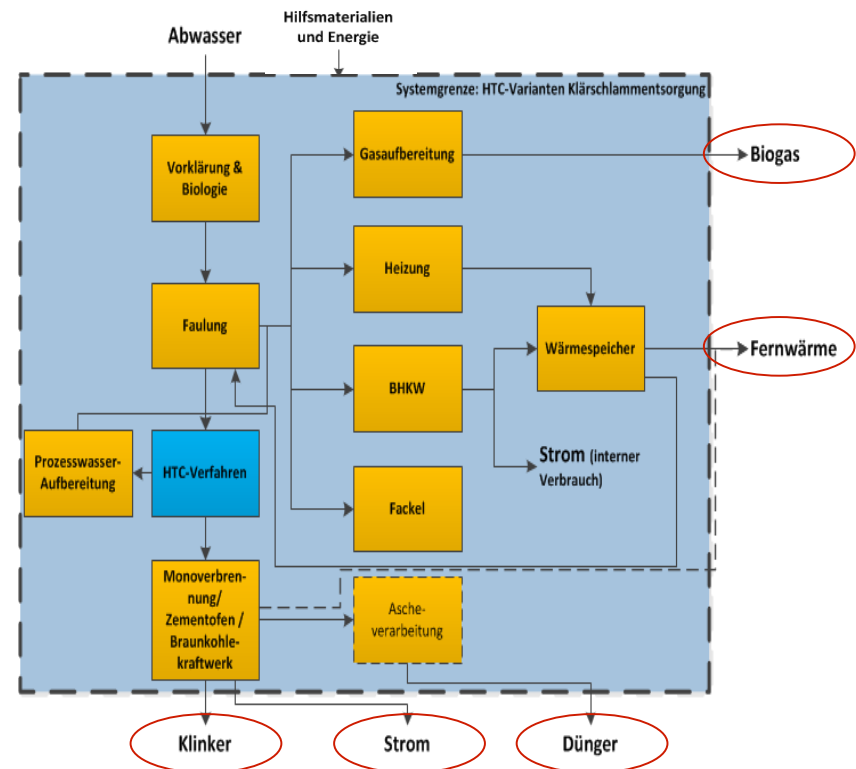 Hilfsmaterialien
und Energie
Abwasser
Systemgrenze: HTC-Varianten Klärschlammentsorgung
Vorklärung &
Biologie
Gasaufbereitung
Biogas
Heizung
Faulung
Wärmespeicher
Fernwärme
BHKW
Strom (interner
Verbrauch)
Prozesswasser-
Aufbereitung
HTC-Verfahren
Fackel
Monoverbren-
nung/
Zementofen /
Braunkohle-
kraftwerk
Asche-
verarbeitung
Klinker
Strom
Dünger